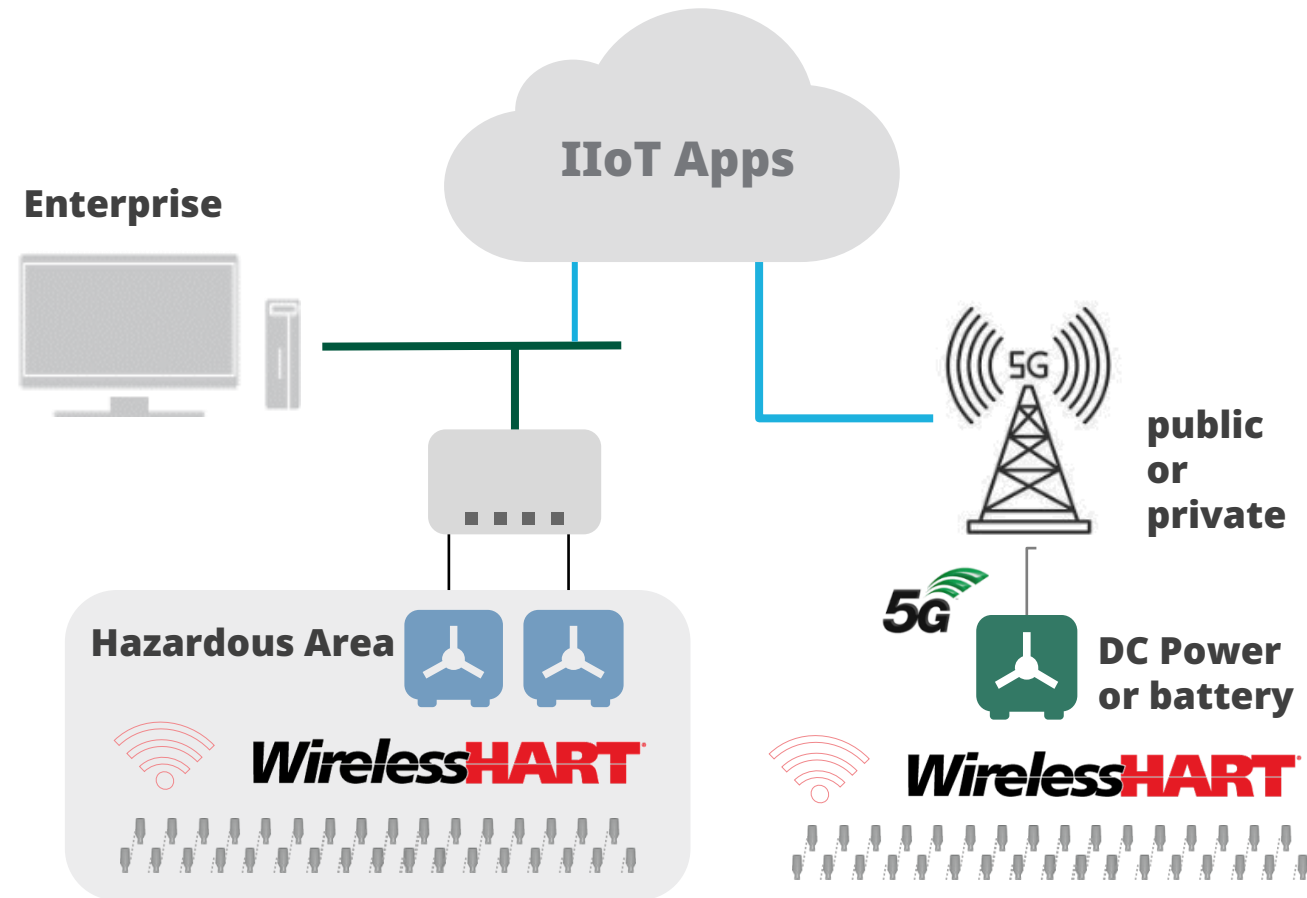 IIoT Apps
Enterprise
5G
public
or
private
Hazardous Area
5G
DC Power
or battery
WirelessHART
WirelessHART